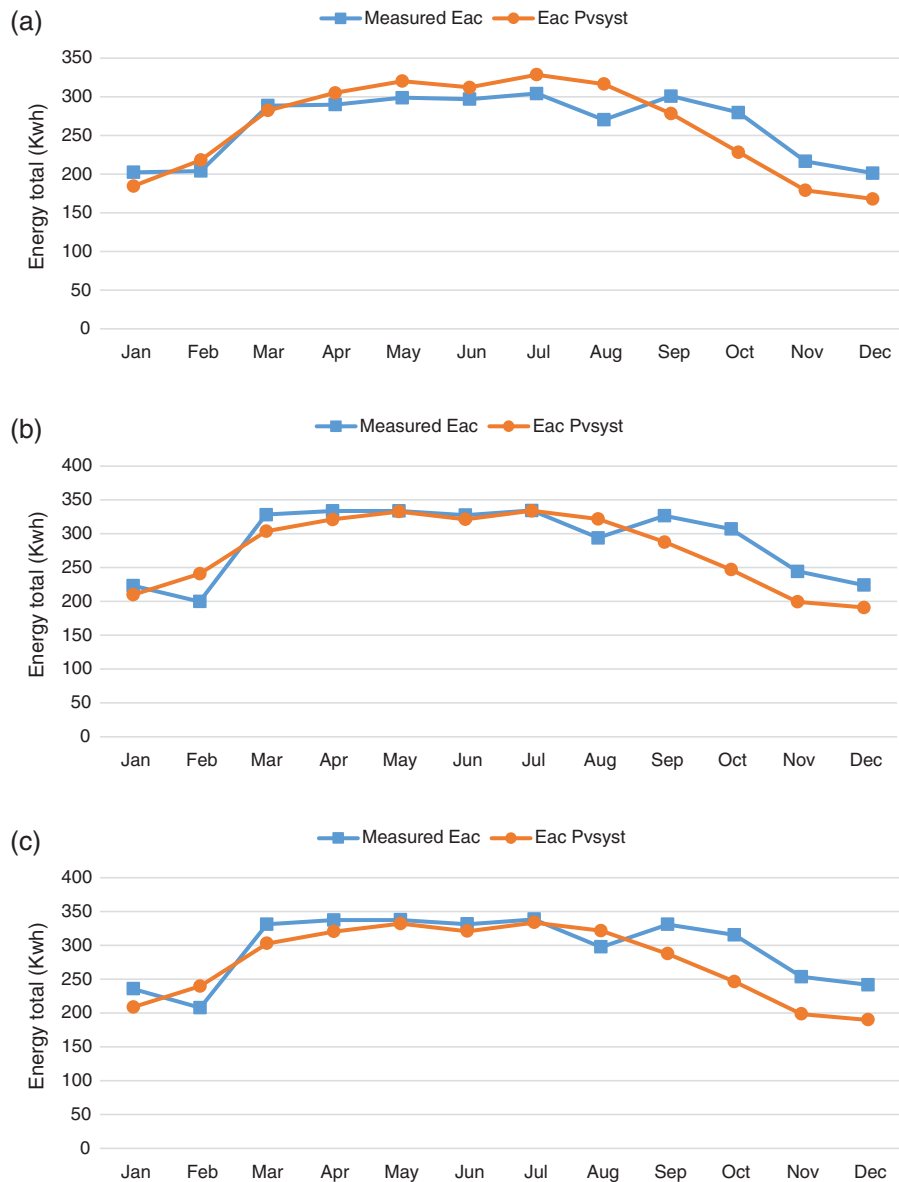 (a)
Measured Eac Eac Pvsyst
Energy total (Kwh)
350
300
250
200
150
100
50
0
Jan Feb Mar Apr May Jun Jul Aug Sep Oct Nov Dec
(b)
Measured Eac Eac Pvsyst
Energy total (Kwh)
400
350
300
250
200
150
100
50
0
Jan Feb Mar Apr May Jun Jul Aug Sep Oct Nov Dec
(c)
Measured Eac Eac Pvsyst
Energy total (Kwh)
400
350
300
250
200
150
100
50
0
Jan Feb Mar Apr May Jun Jul Aug Sep Oct Nov Dec